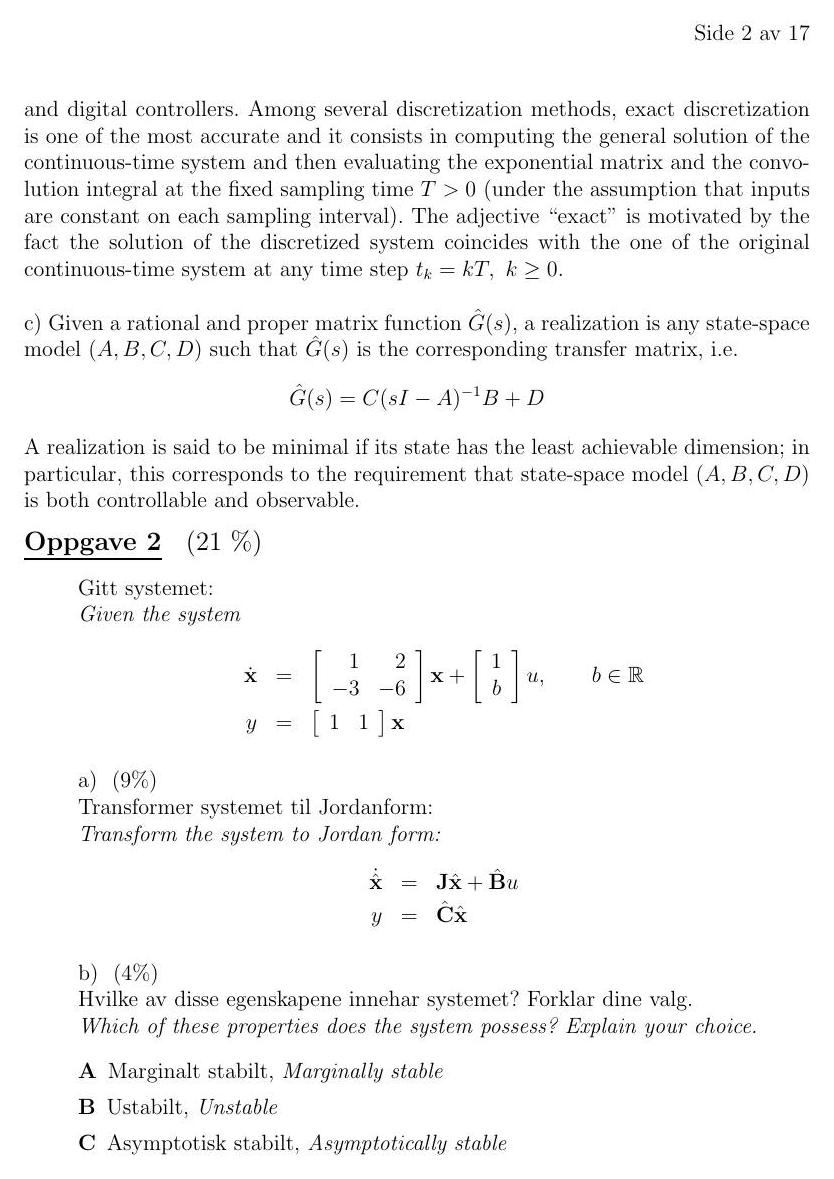 Side 2 av 17
and digital controllers. Among several discretization methods, exact discretization
is one of the most accurate and it consists in computing the general solution of the
continuous-time system and then evaluating the exponential matrix and the convo-
lution integral at the fixed sampling time T > 0 (under the assumption that inputs
are constant on each sampling interval). The adjective “exact” is motivated by the
fact the solution of the discretized system coincides with the one of the original
continuous-time system at any time step tₖ = kT, k ≥ 0.
c) Given a rational and proper matrix function Ĝ(s), a realization is any state-space
model (A, B, C, D) such that Ĝ(s) is the corresponding transfer matrix, i.e.
Ĝ(s) = C(sI − A)⁻¹B + D
A realization is said to be minimal if its state has the least achievable dimension; in
particular, this corresponds to the requirement that state-space model (A, B, C, D)
is both controllable and observable.
Oppgave 2 (21 %)
Gitt systemet:
Given the system
ẋ = [ 1 2 ; −3 −6 ] x + [ 1 ; b ] u, b ∈ ℝ
y = [ 1 1 ] x
a) (9%)
Transformer systemet til Jordanform:
Transform the system to Jordan form:
x̂̇ = Jx̂ + B̂u
y = Ĉx̂
b) (4%)
Hvilke av disse egenskapene innehar systemet? Forklar dine valg.
Which of these properties does the system possess? Explain your choice.
A Marginalt stabilt, Marginally stable
B Ustabilt, Unstable
C Asymptotisk stabilt, Asymptotically stable